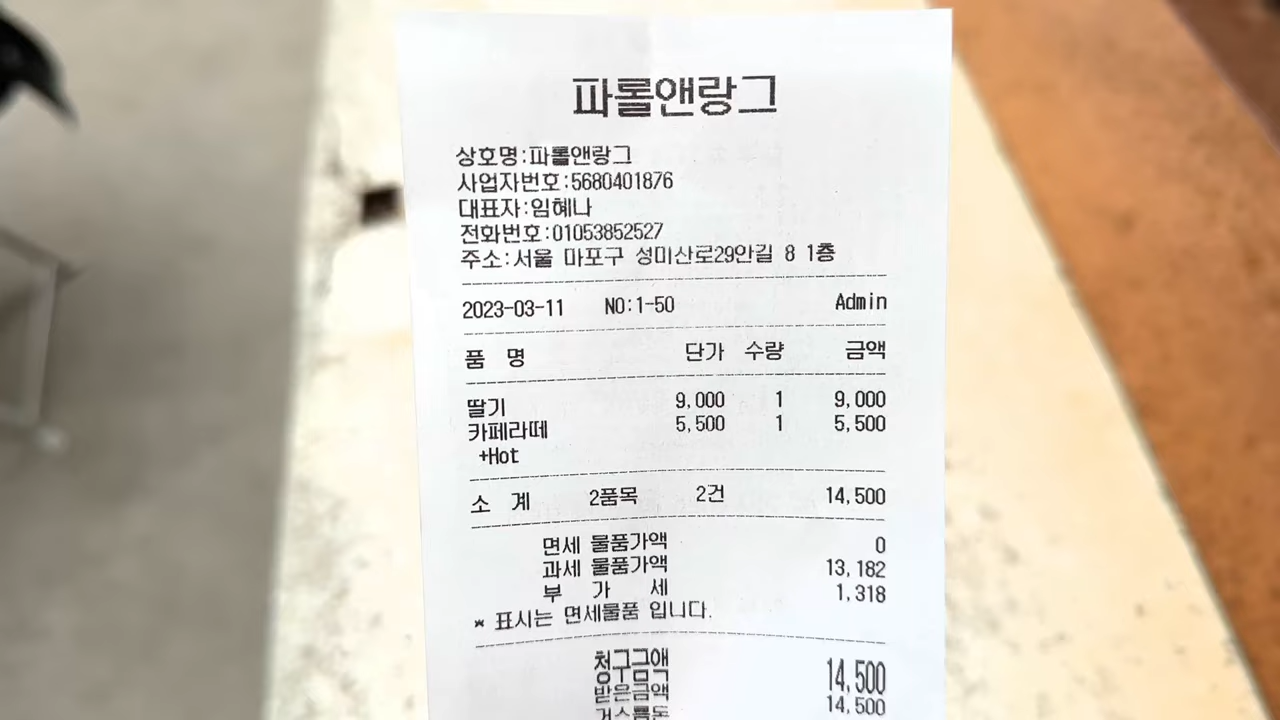 파롤앤랑그
상호명:파롤앤랑그
사업자번호:5680401876
대표자:임혜나
전화번호:01053852527
주소:서울 마포구 성미산로29안길 8 1층
2023-03-11 NO:1-50 Admin
품 명 단가 수량 금액
딸기 9,000 1 9,000
카페라떼 5,500 1 5,500
+Hot
소 계 2품목 2건 14,500
면세 물품가액 0
과세 물품가액 13,182
부 가 세 1,318
* 표시는 면세물품 입니다.
청구금액 14,500
받은금액 14,500
거스름돈